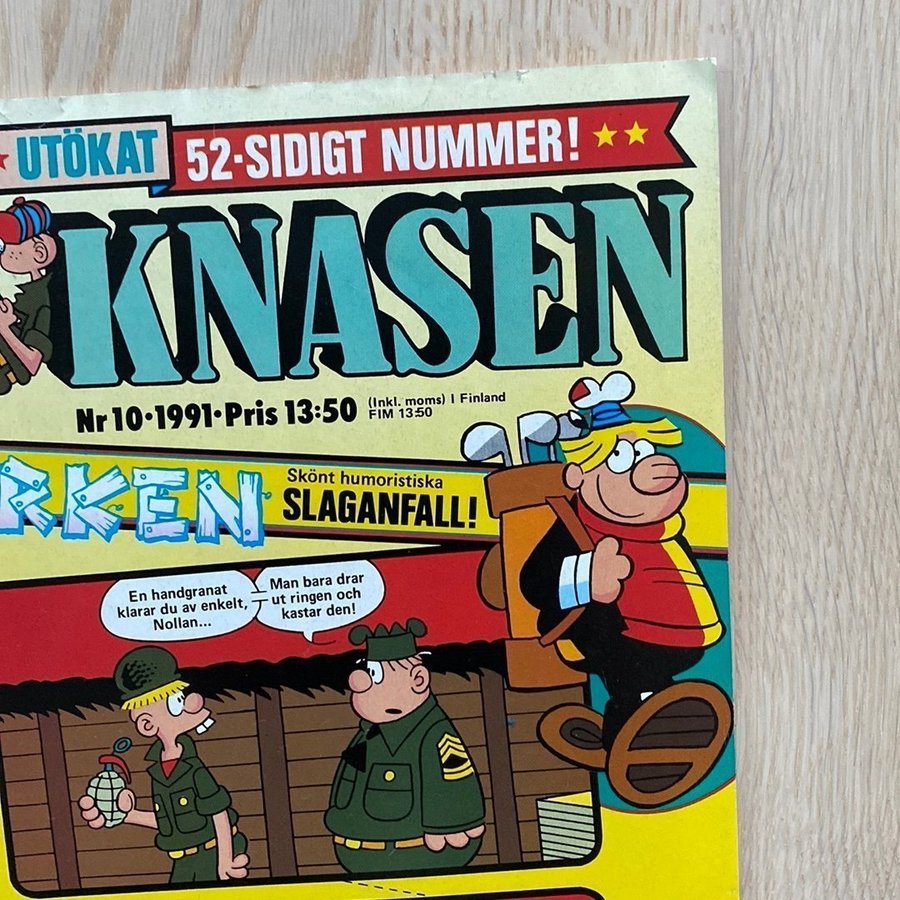 UTÖKAT
52-SIDIGT NUMMER!
KNASEN
Nr 10·1991·Pris 13:50
(Inkl. moms) I Finland
FIM 13:50
RKEN
Skönt humoristiska
SLAGANFALL!
En handgranat
klarar du av enkelt,
Nollan...
Man bara drar
ut ringen och
kastar den!